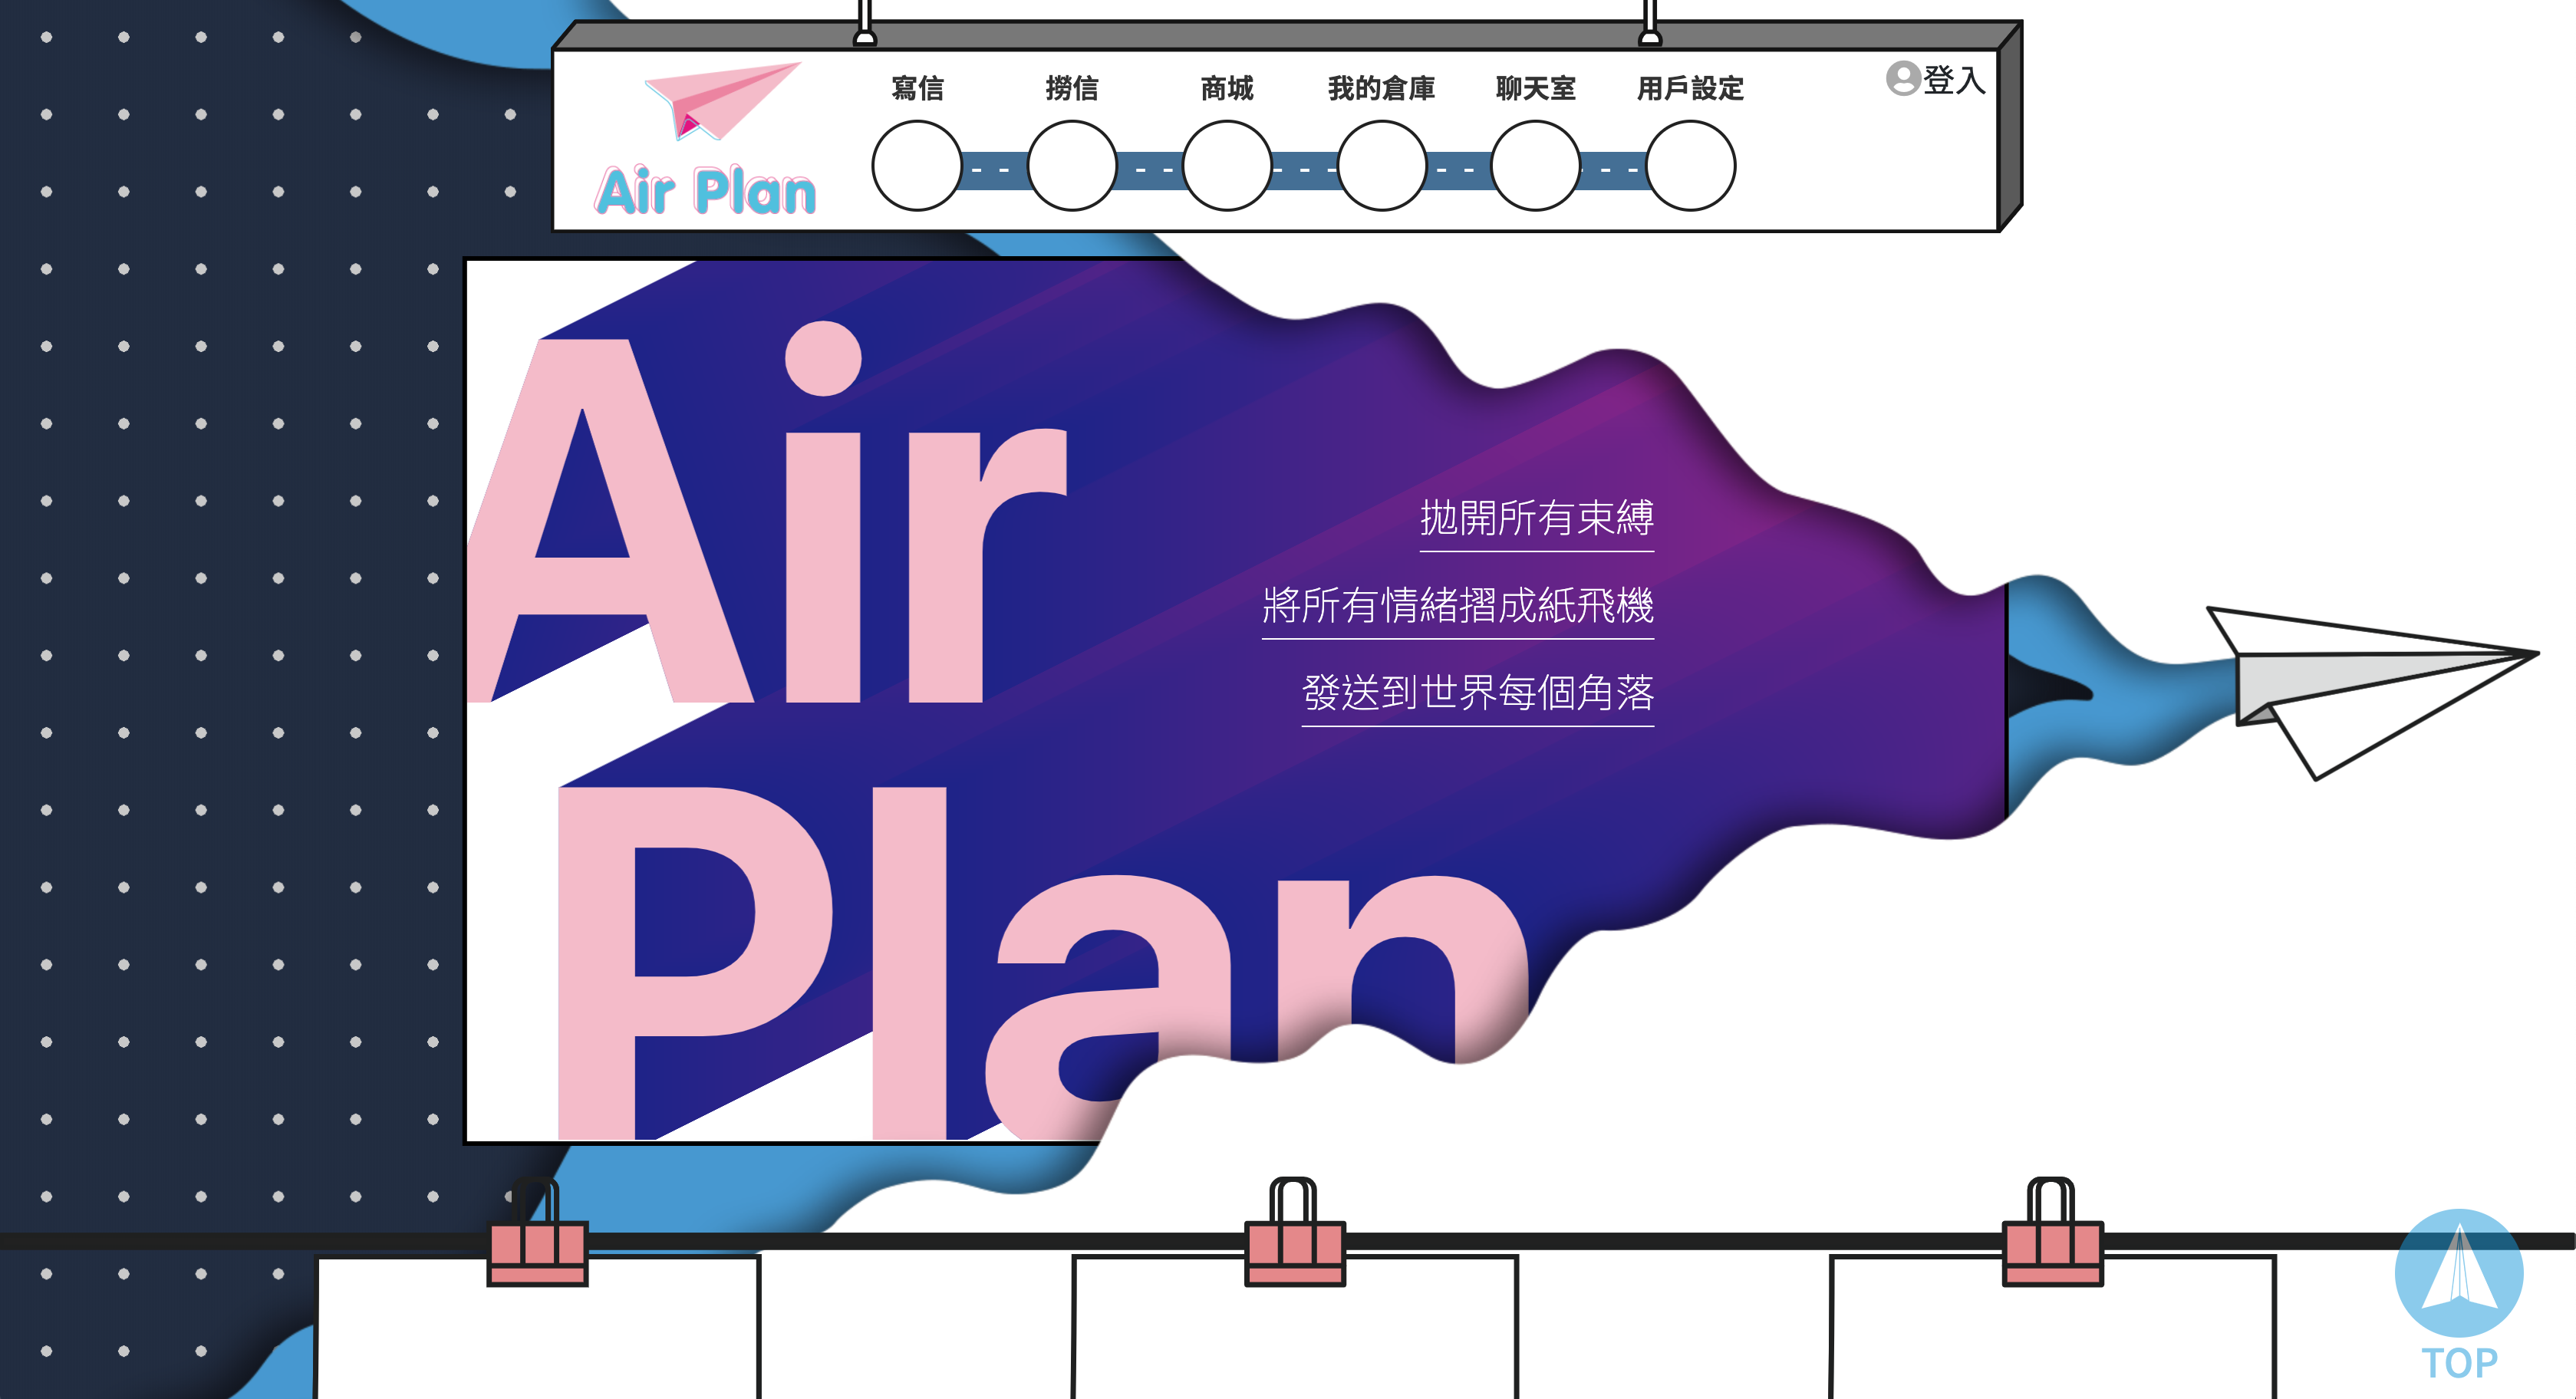 寫信
撈信
商城
我的倉庫
聊天室
用戶設定
登入
Air Plan
Air
Plan
拋開所有束縛
將所有情緒摺成紙飛機
發送到世界每個角落
TOP